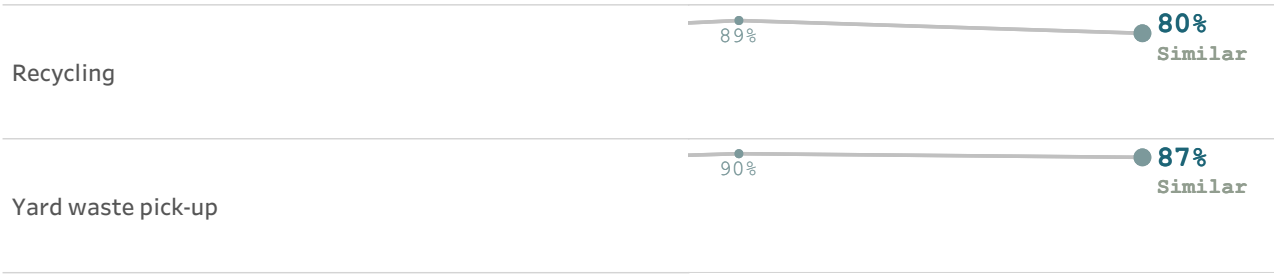 80%
89%
Similar
Recycling
87%
90%
Similar
Yard waste pick-up